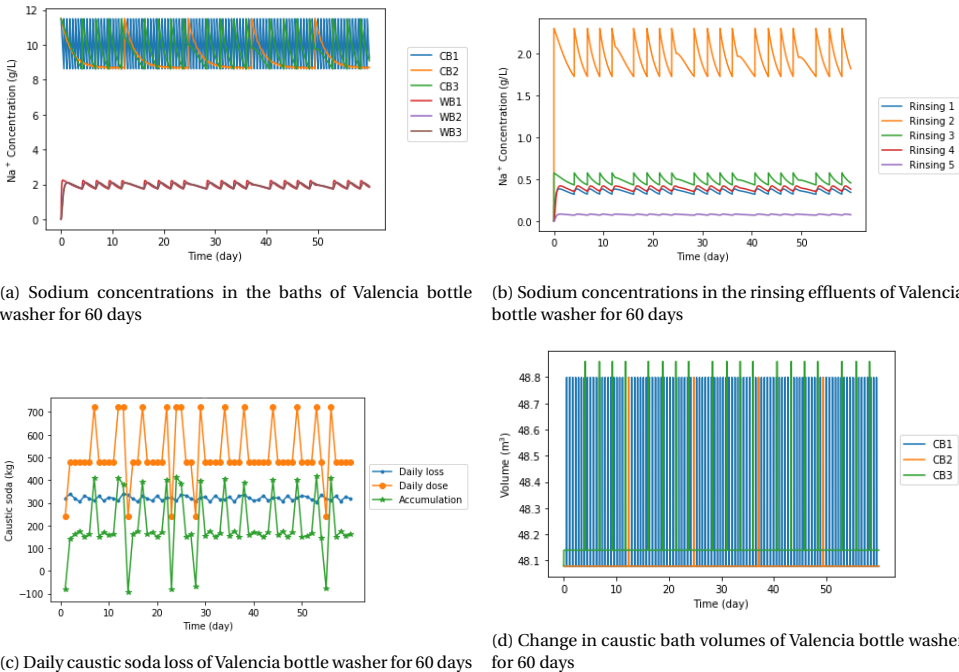 12
10
8
6
4
2
0
Na+ Concentration (g/L)
0 10 20 30 40 50
Time (day)
CB1
CB2
CB3
WB1
WB2
WB3
(a) Sodium concentrations in the baths of Valencia bottle
washer for 60 days
2.0
1.5
1.0
0.5
0.0
Na+ Concentration (g/L)
0 10 20 30 40 50
Time (day)
Rinsing 1
Rinsing 2
Rinsing 3
Rinsing 4
Rinsing 5
(b) Sodium concentrations in the rinsing effluents of Valencia
bottle washer for 60 days
700
600
500
400
300
200
100
0
−100
Caustic soda (kg)
0 10 20 30 40 50
Time (day)
Daily loss
Daily dose
Accumulation
(c) Daily caustic soda loss of Valencia bottle washer for 60 days
48.8
48.7
48.6
48.5
48.4
48.3
48.2
48.1
Volume (m³)
0 10 20 30 40 50
Time (day)
CB1
CB2
CB3
(d) Change in caustic bath volumes of Valencia bottle washer
for 60 days